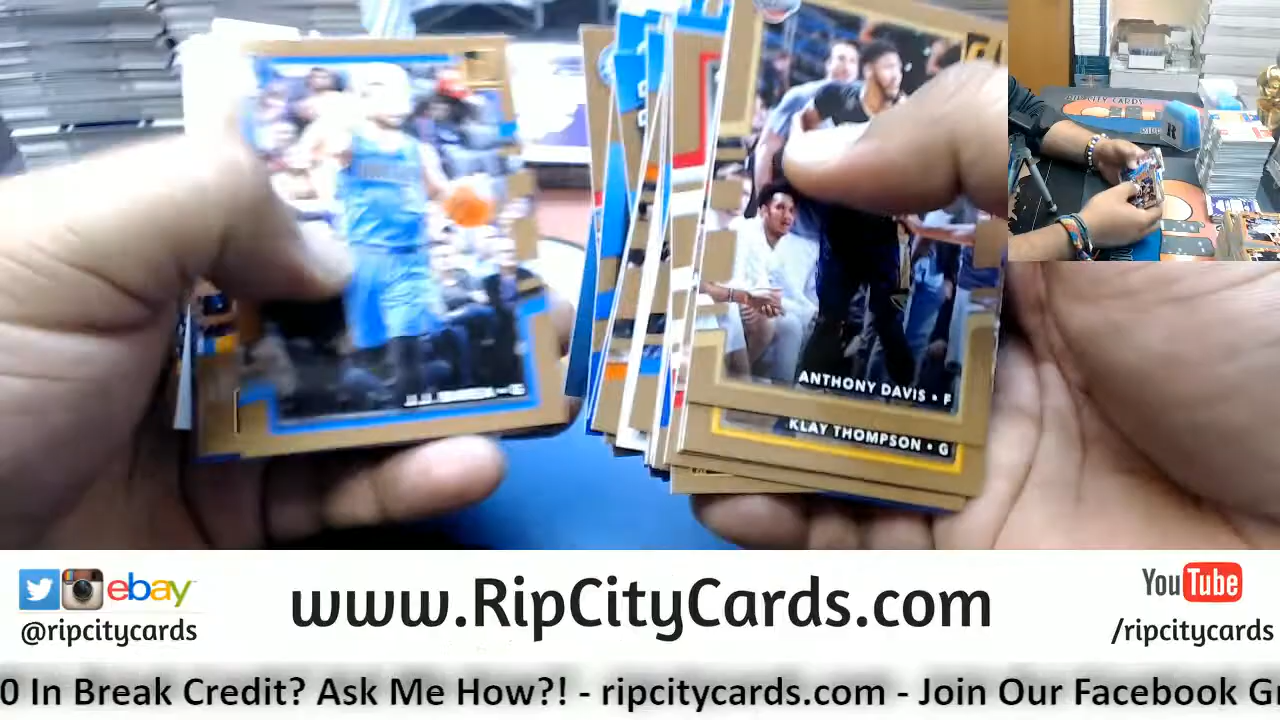 RIP CITY CARDS
ANTHONY DAVIS • F
KLAY THOMPSON • G
ebay
@ripcitycards
www.RipCityCards.com
YouTube
/ripcitycards
0 In Break Credit? Ask Me How?! - ripcitycards.com - Join Our Facebook G